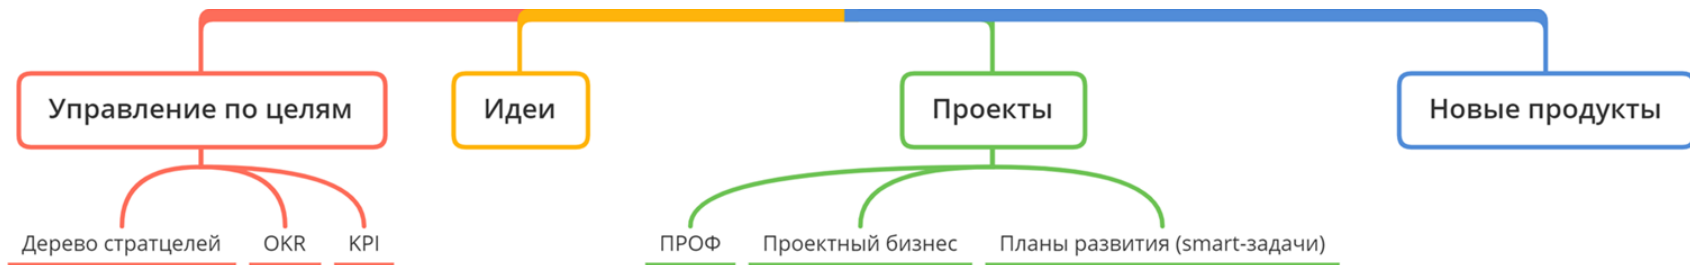 Управление по целям
Идеи
Проекты
Новые продукты
Дерево стратцелей
OKR
KPI
ПРОФ
Проектный бизнес
Планы развития (smart-задачи)